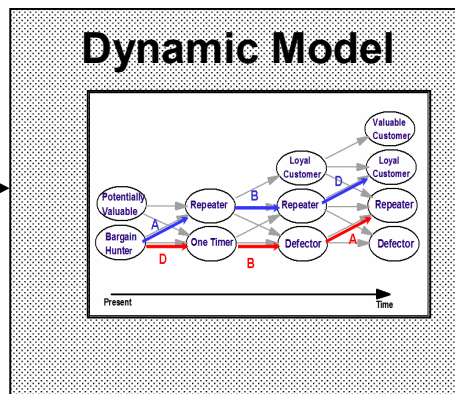 Dynamic Model
Valuable
Customer
Loyal
Customer
Loyal
Customer
Potentially
Valuable
Repeater
Repeater
Repeater
Bargain
Hunter
One Timer
Defector
Defector
A
B
D
D
B
A
Present
Time